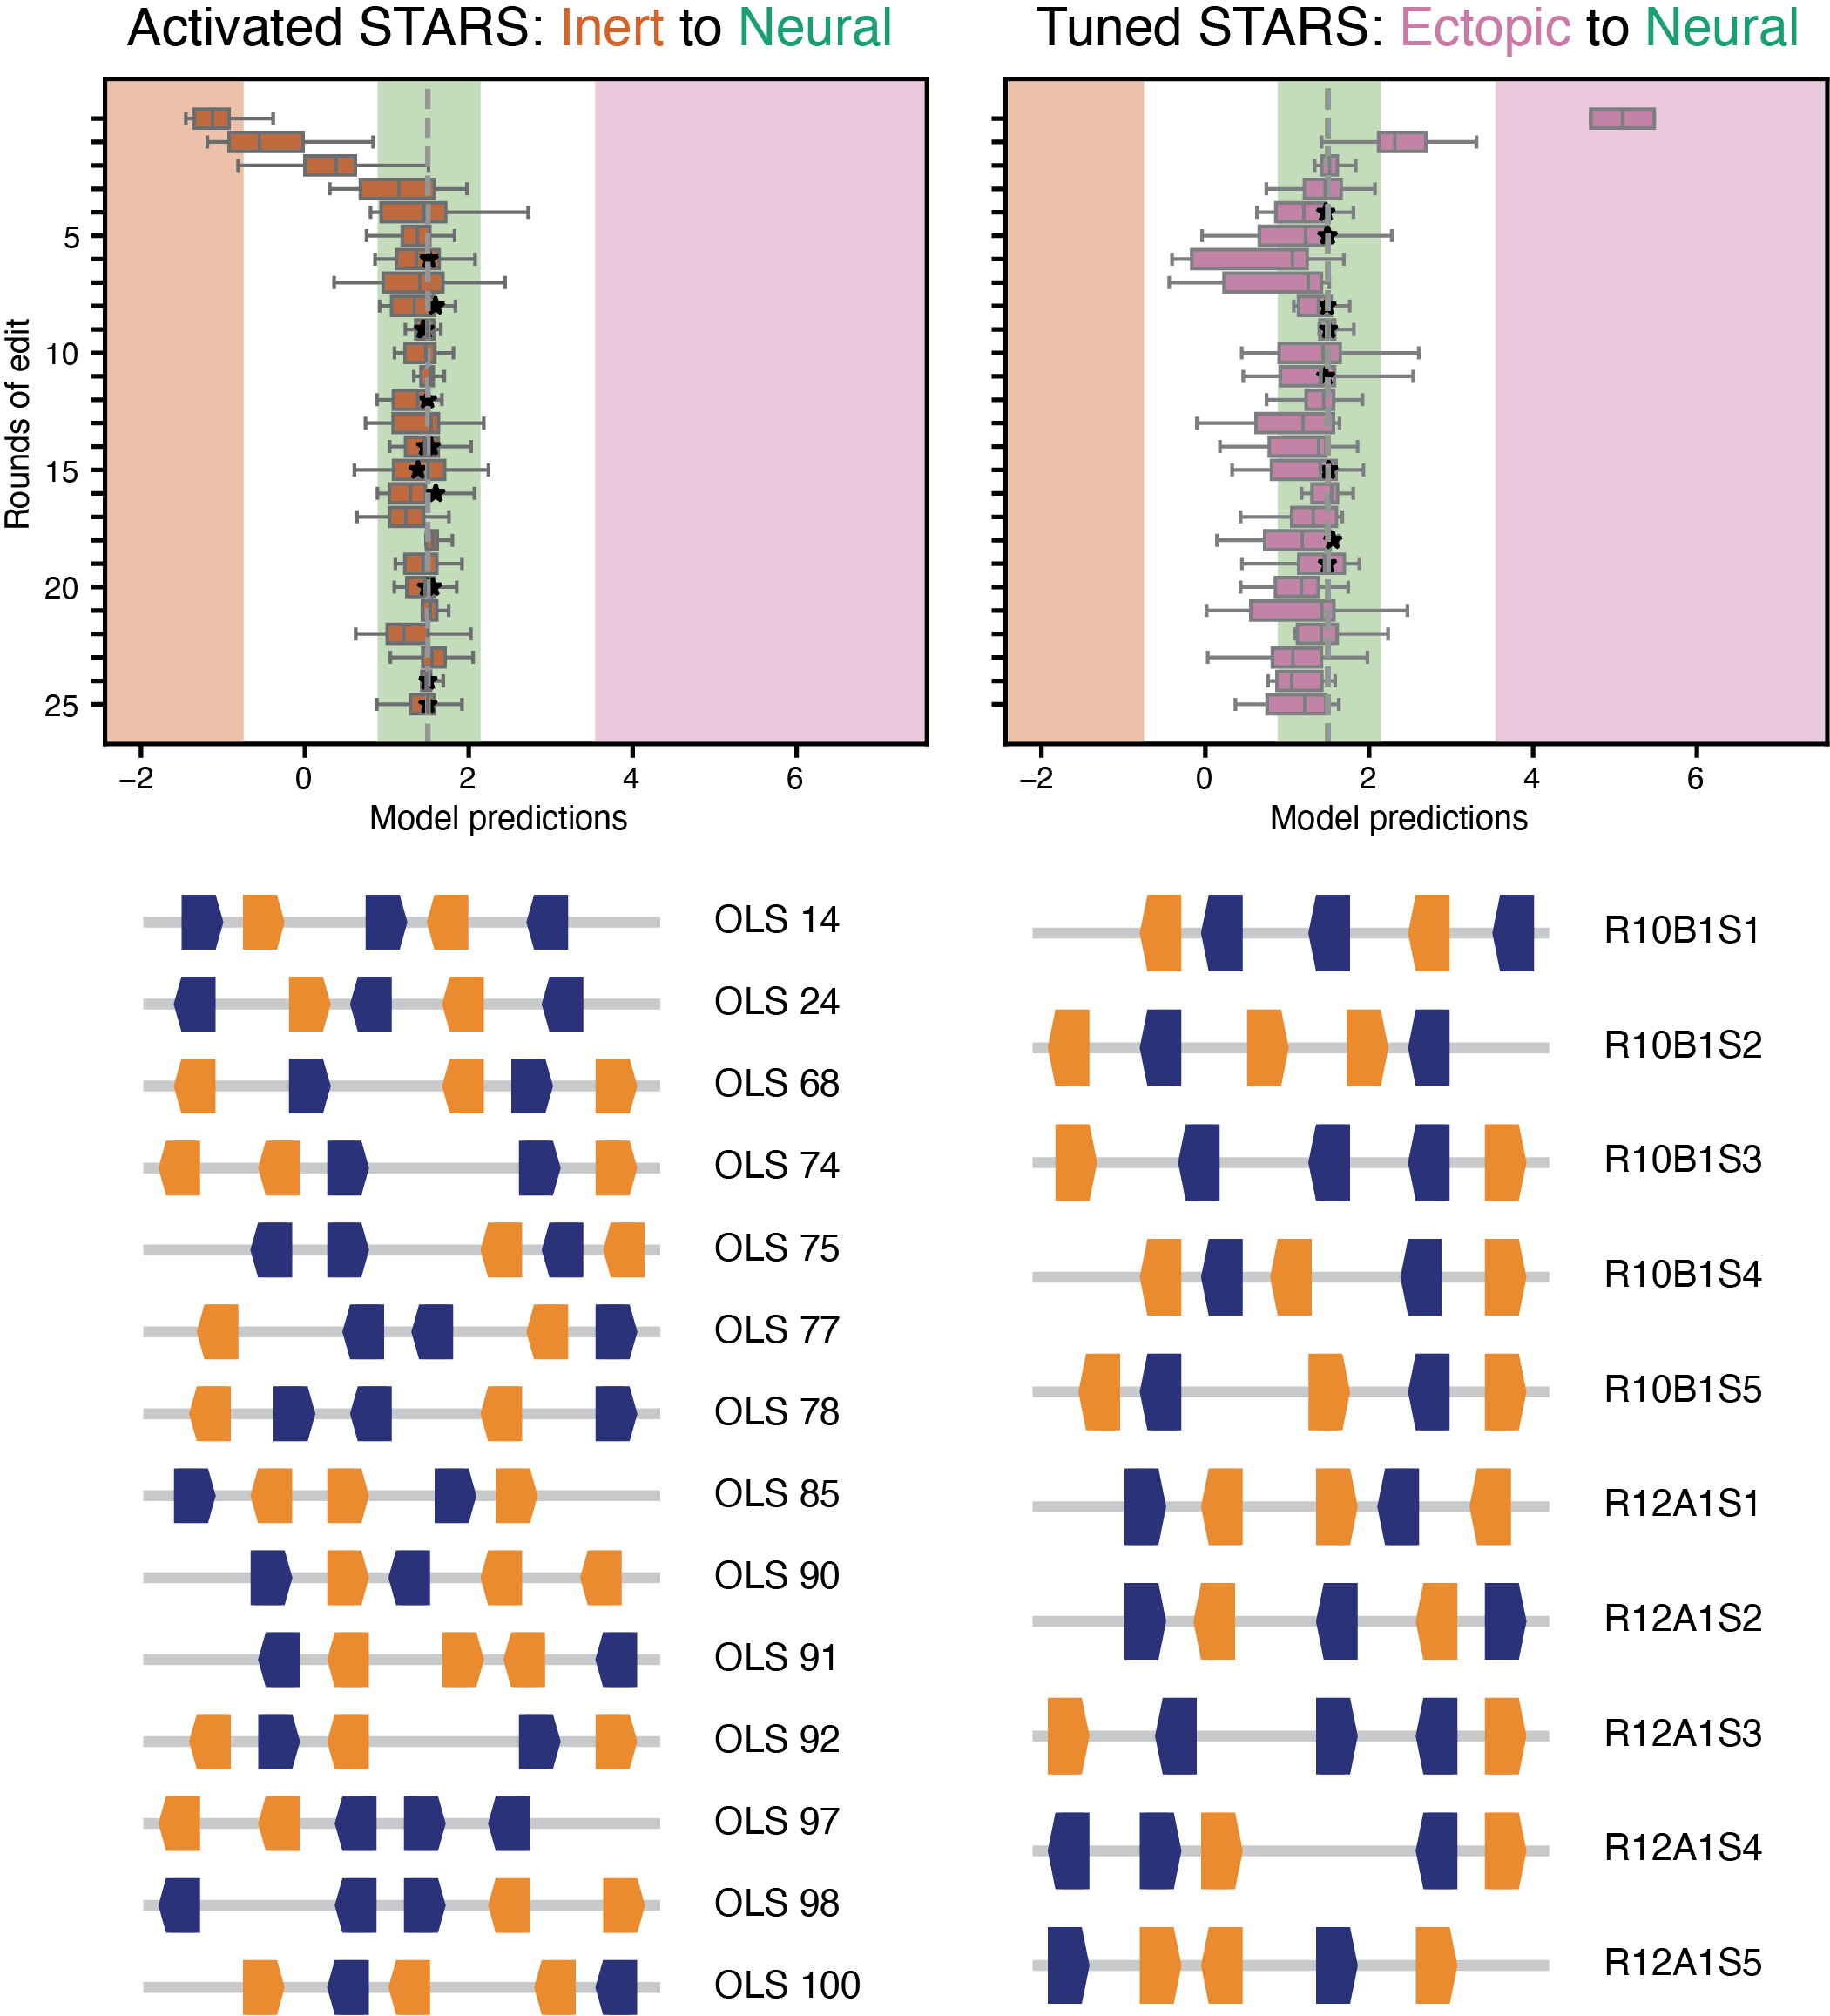 Activated STARS: Inert to Neural
Tuned STARS: Ectopic to Neural
Rounds of edit
5
10
15
20
25
−2
0
2
4
6
Model predictions
−2
0
2
4
6
Model predictions
OLS 14
OLS 24
OLS 68
OLS 74
OLS 75
OLS 77
OLS 78
OLS 85
OLS 90
OLS 91
OLS 92
OLS 97
OLS 98
OLS 100
R10B1S1
R10B1S2
R10B1S3
R10B1S4
R10B1S5
R12A1S1
R12A1S2
R12A1S3
R12A1S4
R12A1S5